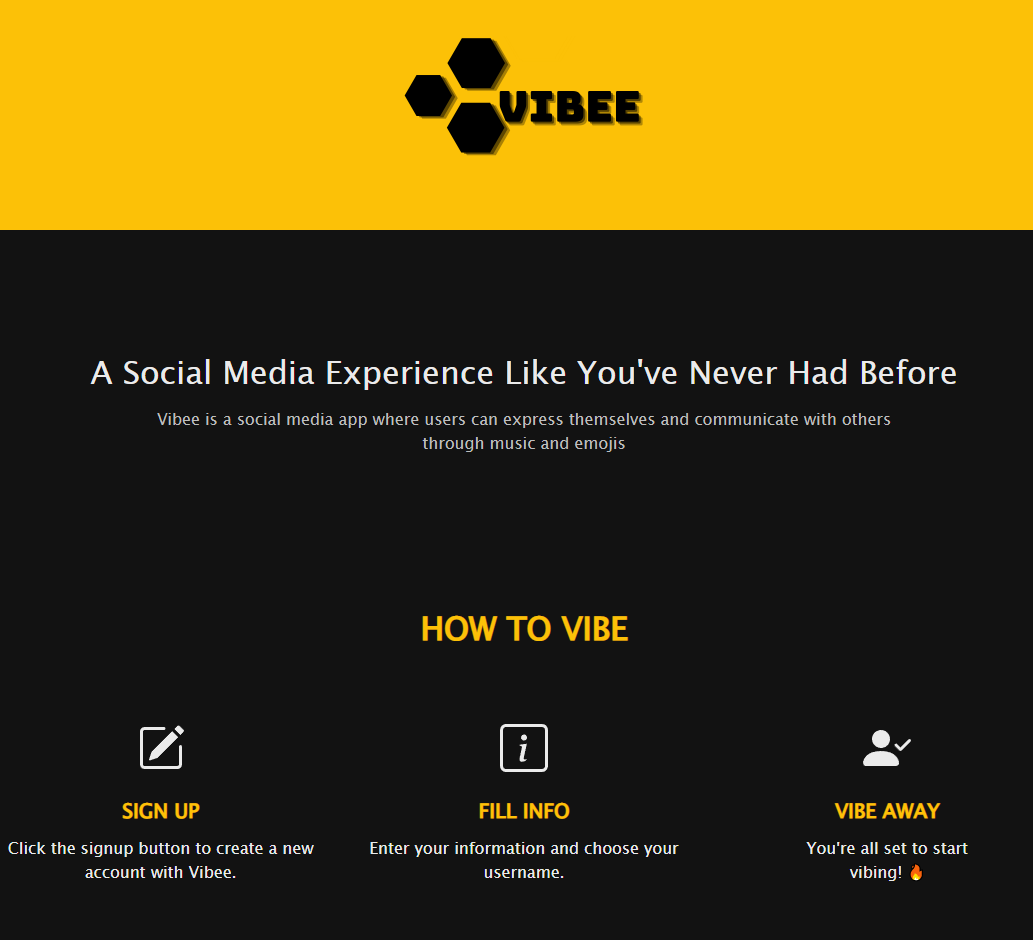 VIBEE
A Social Media Experience Like You've Never Had Before
Vibee is a social media app where users can express themselves and communicate with others
through music and emojis
HOW TO VIBE
SIGN UP
Click the signup button to create a new
account with Vibee.
FILL INFO
Enter your information and choose your
username.
VIBE AWAY
You're all set to start
vibing! 🔥